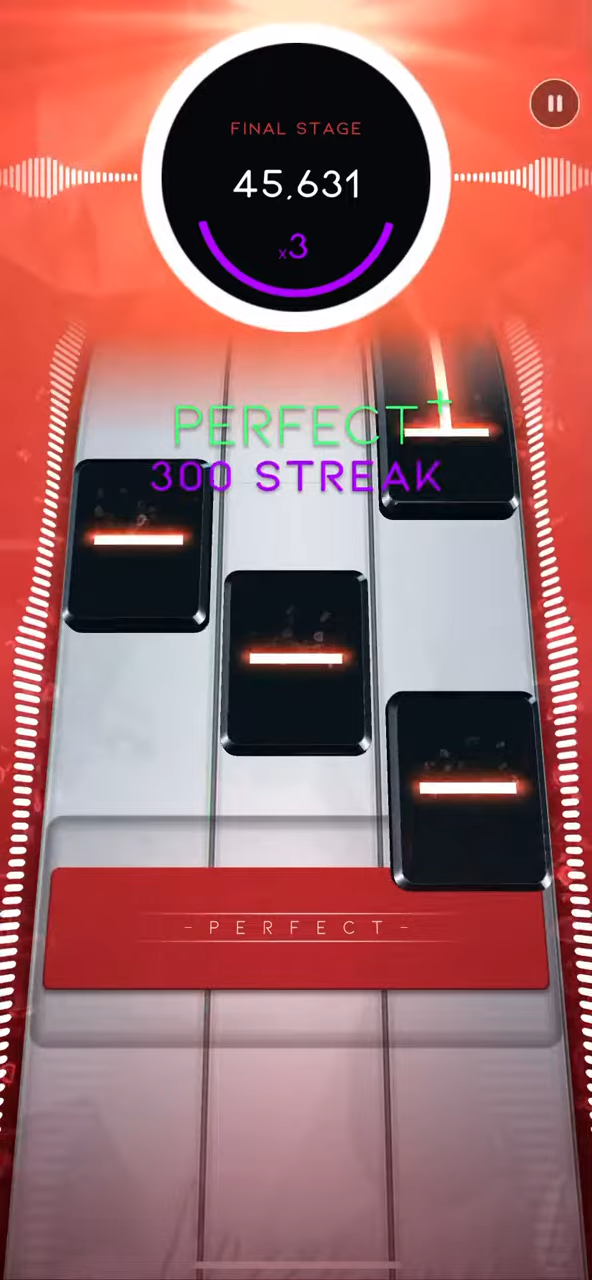 FINAL STAGE
45,631
x3
PERFECT+
300 STREAK
- PERFECT -